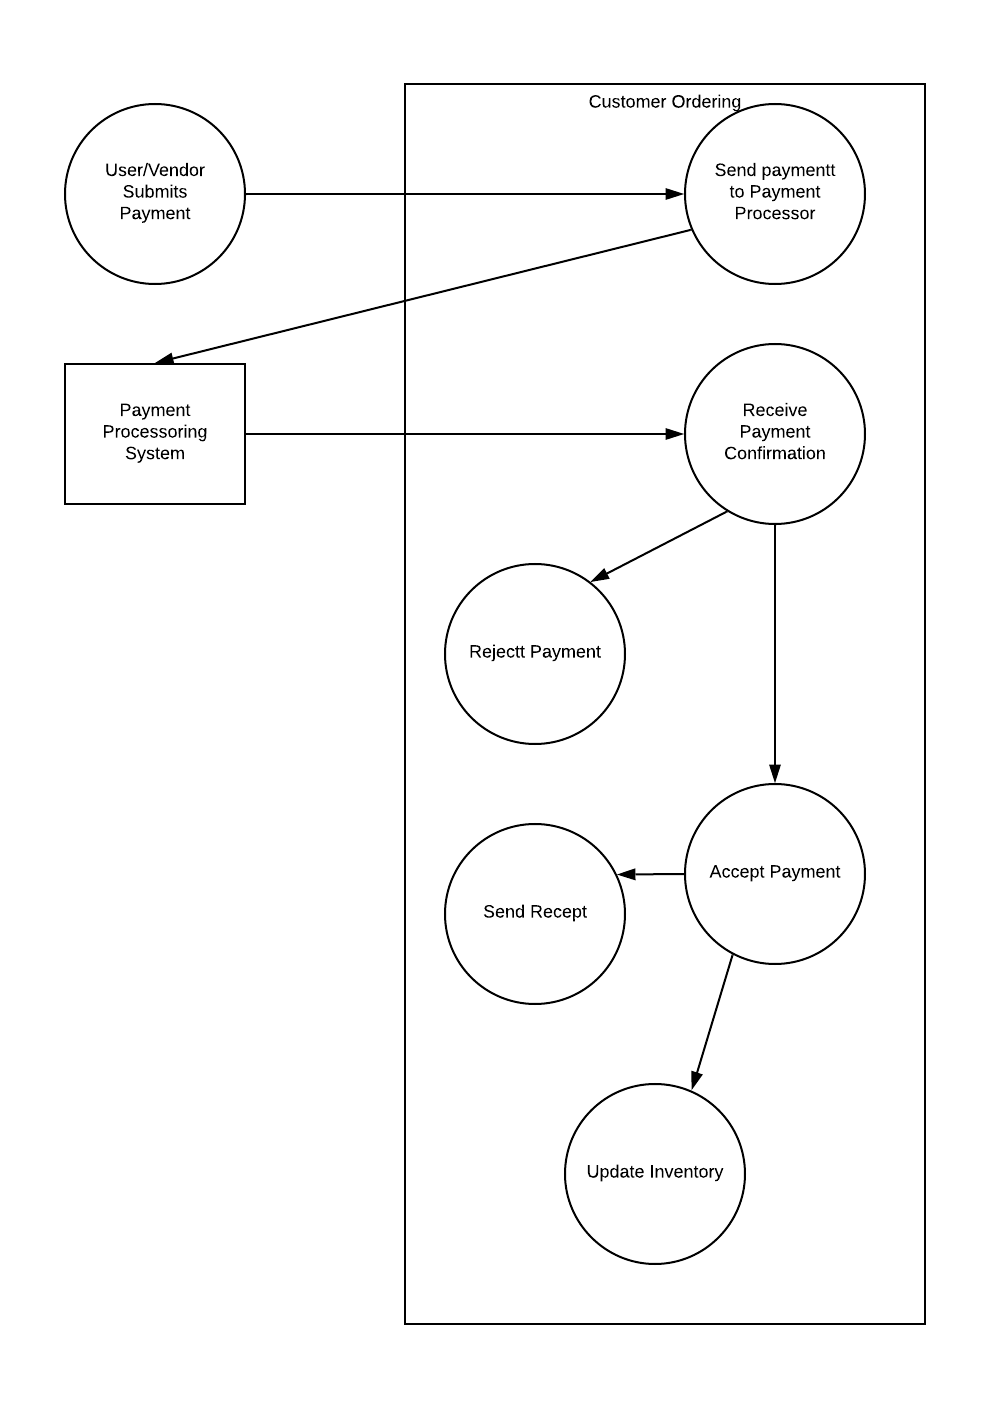 Customer Ordering
User/Vendor
Submits
Payment
Send paymentt
to Payment
Processor
Payment
Processoring
System
Receive
Payment
Confirmation
Rejectt Payment
Accept Payment
Send Recept
Update Inventory